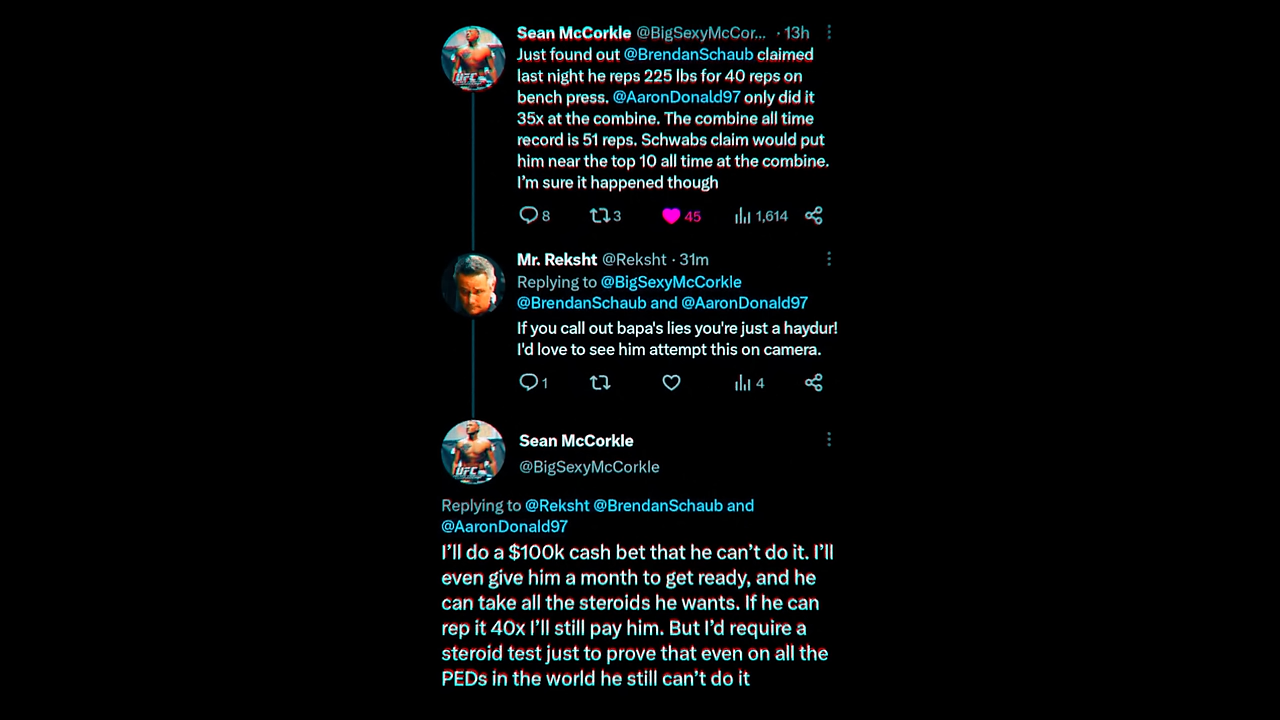 Sean McCorkle @BigSexyMcCor... · 13h
Just found out @BrendanSchaub claimed
last night he reps 225 lbs for 40 reps on
bench press. @AaronDonald97 only did it
35x at the combine. The combine all time
record is 51 reps. Schwabs claim would put
him near the top 10 all time at the combine.
I’m sure it happened though
8 3 45 1,614
Mr. Reksht @Reksht · 31m
Replying to @BigSexyMcCorkle
@BrendanSchaub and @AaronDonald97
If you call out bapa's lies you're just a haydur!
I'd love to see him attempt this on camera.
1 4
Sean McCorkle
@BigSexyMcCorkle
Replying to @Reksht @BrendanSchaub and
@AaronDonald97
I’ll do a $100k cash bet that he can’t do it. I’ll
even give him a month to get ready, and he
can take all the steroids he wants. If he can
rep it 40x I’ll still pay him. But I’d require a
steroid test just to prove that even on all the
PEDs in the world he still can’t do it
UFC
UFC